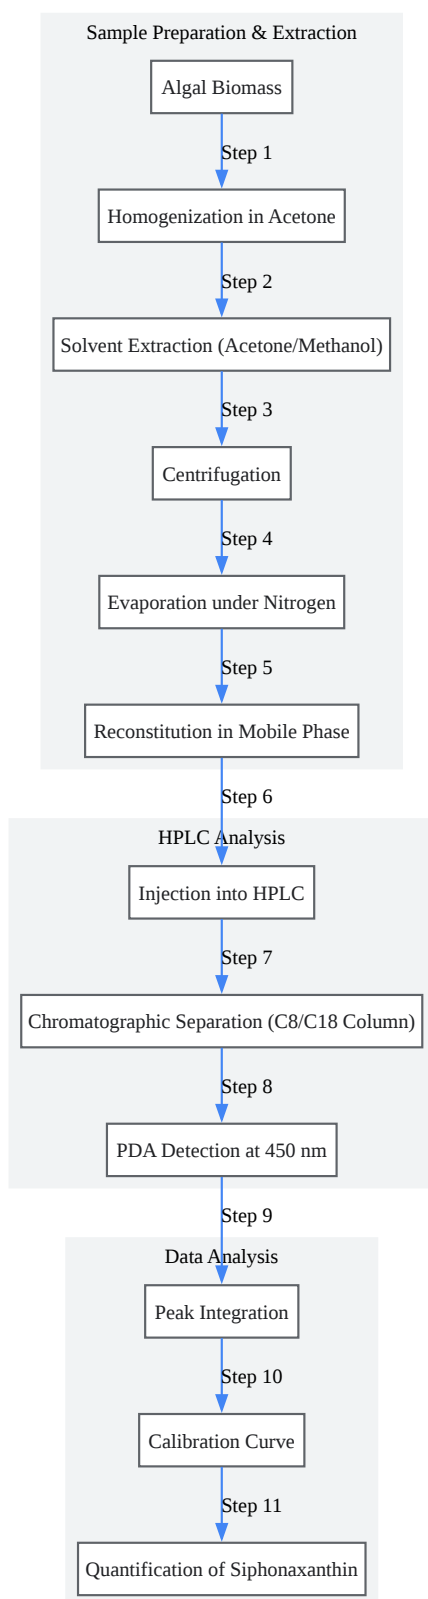 Sample Preparation & Extraction
Algal Biomass
Step 1
Homogenization in Acetone
Step 2
Solvent Extraction (Acetone/Methanol)
Step 3
Centrifugation
Step 4
Evaporation under Nitrogen
Step 5
Reconstitution in Mobile Phase
Step 6
HPLC Analysis
Injection into HPLC
Step 7
Chromatographic Separation (C8/C18 Column)
Step 8
PDA Detection at 450 nm
Step 9
Data Analysis
Peak Integration
Step 10
Calibration Curve
Step 11
Quantification of Siphonaxanthin